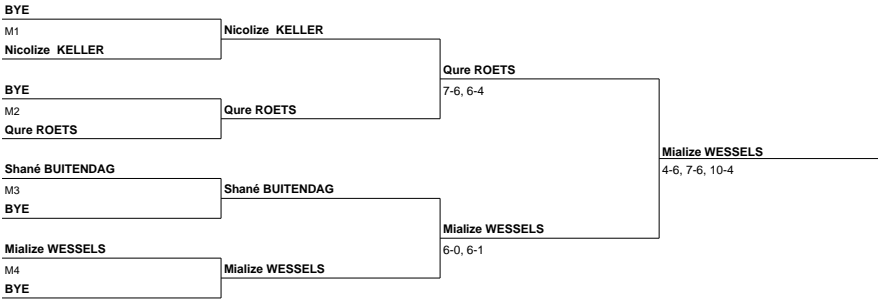 BYE
M1
Nicolize KELLER
Nicolize KELLER
BYE
M2
Qure ROETS
Qure ROETS
Qure ROETS
7-6, 6-4
Shané BUITENDAG
M3
BYE
Shané BUITENDAG
Mialize WESSELS
M4
BYE
Mialize WESSELS
Mialize WESSELS
6-0, 6-1
Mialize WESSELS
4-6, 7-6, 10-4